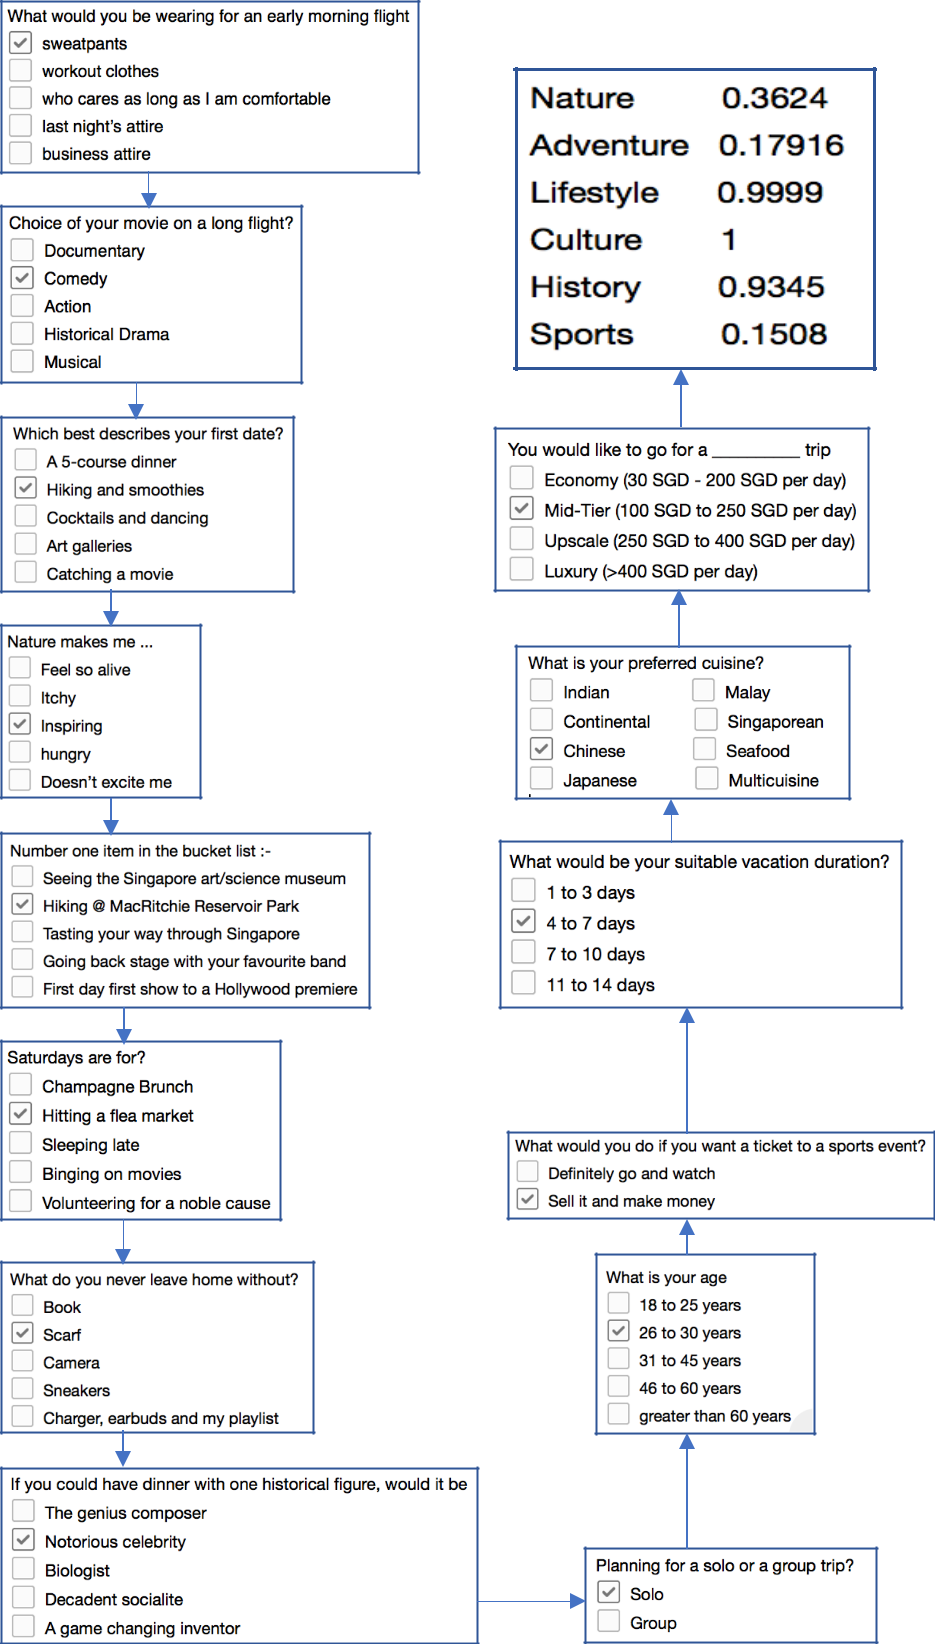 What would you be wearing for an early morning flight
sweatpants
workout clothes
who cares as long as I am comfortable
last night's attire
business attire
Choice of your movie on a long flight?
Documentary
Comedy
Action
Historical Drama
Musical
Which best describes your first date?
A 5-course dinner
Hiking and smoothies
Cocktails and dancing
Art galleries
Catching a movie
Nature makes me ...
Feel so alive
Itchy
Inspiring
hungry
Doesn't excite me
Number one item in the bucket list :-
Seeing the Singapore art/science museum
Hiking @ MacRitchie Reservoir Park
Tasting your way through Singapore
Going back stage with your favourite band
First day first show to a Hollywood premiere
Saturdays are for?
Champagne Brunch
Hitting a flea market
Sleeping late
Binging on movies
Volunteering for a noble cause
What do you never leave home without?
Book
Scarf
Camera
Sneakers
Charger, earbuds and my playlist
If you could have dinner with one historical figure, would it be
The genius composer
Notorious celebrity
Biologist
Decadent socialite
A game changing inventor
Planning for a solo or a group trip?
Solo
Group
What is your age
18 to 25 years
26 to 30 years
31 to 45 years
46 to 60 years
greater than 60 years
What would you do if you want a ticket to a sports event?
Definitely go and watch
Sell it and make money
What would be your suitable vacation duration?
1 to 3 days
4 to 7 days
7 to 10 days
11 to 14 days
What is your preferred cuisine?
Indian Malay
Continental Singaporean
Chinese Seafood
Japanese Multicuisine
You would like to go for a __________ trip
Economy (30 SGD - 200 SGD per day)
Mid-Tier (100 SGD to 250 SGD per day)
Upscale (250 SGD to 400 SGD per day)
Luxury (>400 SGD per day)
Nature 0.3624
Adventure 0.17916
Lifestyle 0.9999
Culture 1
History 0.9345
Sports 0.1508